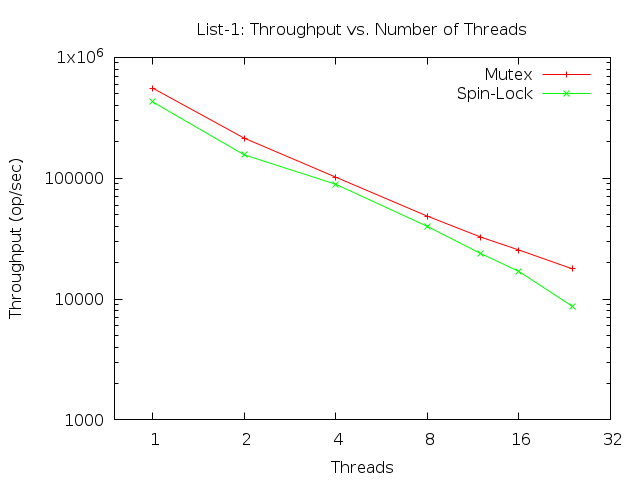 List-1: Throughput vs. Number of Threads
1x10^6
Mutex
Spin-Lock
100000
Throughput (op/sec)
10000
1000
1 2 4 8 16 32
Threads